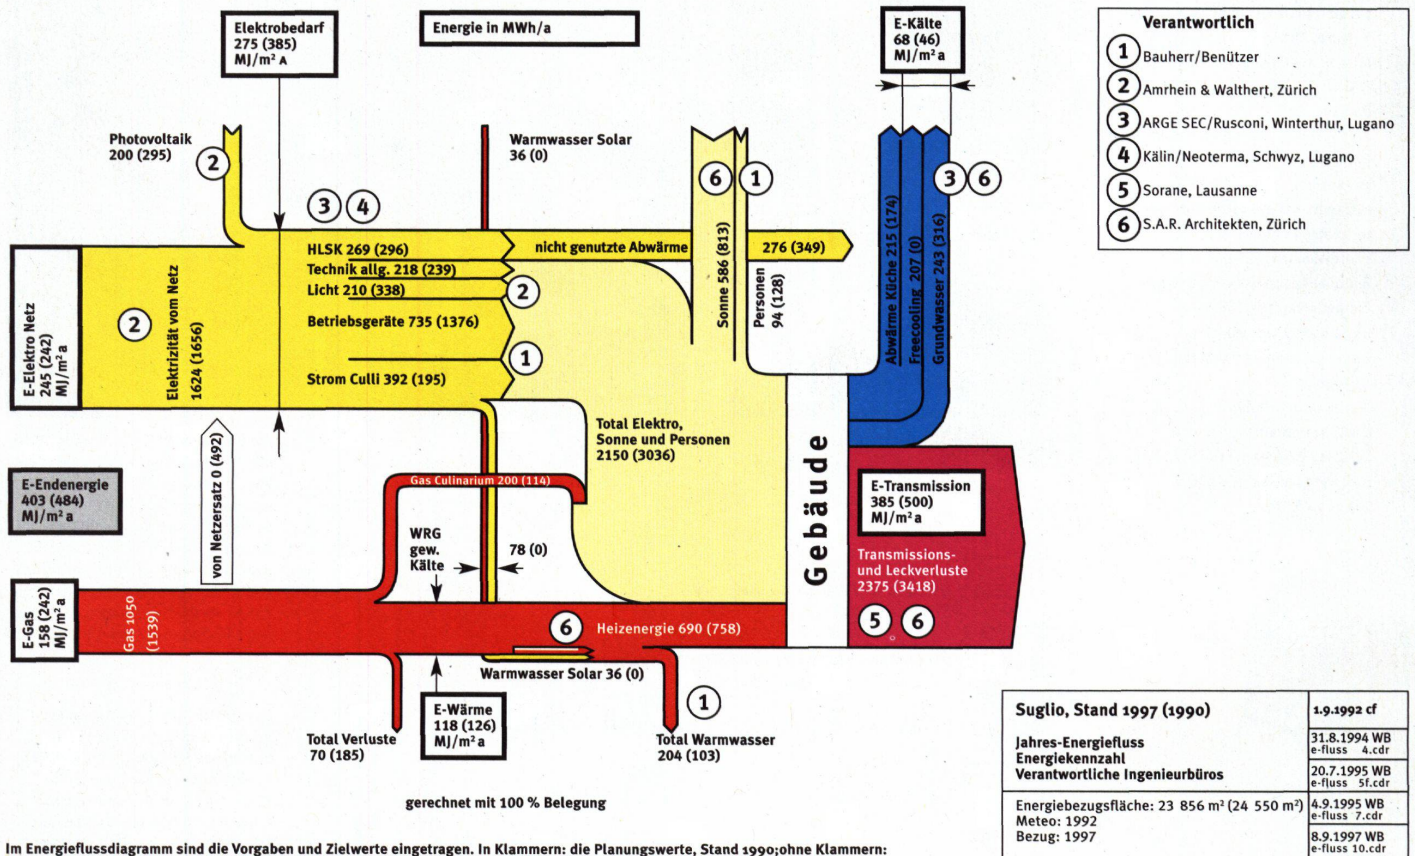 Elektrobedarf
275 (385)
MJ/m² A
Energie in MWh/a
E-Kälte
68 (46)
MJ/m² a
Verantwortlich
1 Bauherr/Benützer
2 Amrhein & Walthert, Zürich
3 ARGE SEC/Rusconi, Winterthur, Lugano
4 Kälin/Neoterma, Schwyz, Lugano
5 Sorane, Lausanne
6 S.A.R. Architekten, Zürich
Photovoltaik
200 (295)
2
Warmwasser Solar
36 (0)
6
1
3
6
3
4
HLSK 269 (296)
nicht genutzte Abwärme
276 (349)
Technik allg. 218 (239)
Licht 210 (338)
2
Betriebsgeräte 735 (1376)
1
Strom Culli 392 (195)
Sonne 586 (813)
Personen
94 (128)
Abwärme Küche 215 (174)
Freecooling 207 (0)
Grundwasser 243 (316)
E-Elektro Netz
245 (242)
MJ/m² a
2
Elektrizität vom Netz
1624 (1656)
Total Elektro,
Sonne und Personen
2150 (3036)
von Netzersatz 0 (492)
E-Endenergie
403 (484)
MJ/m² a
Gas Culinarium 200 (114)
WRG
gew.
Kälte
78 (0)
Gebäude
E-Transmission
385 (500)
MJ/m² a
Transmissions-
und Leckverluste
2375 (3418)
5
6
E-Gas
158 (242)
MJ/m² a
Gas 1050
(1539)
6
Heizenergie 690 (758)
Warmwasser Solar 36 (0)
1
E-Wärme
118 (126)
MJ/m² a
Total Verluste
70 (185)
Total Warmwasser
204 (103)
gerechnet mit 100 % Belegung
Suglio, Stand 1997 (1990)
1.9.1992 cf
Jahres-Energiefluss
Energiekennzahl
Verantwortliche Ingenieurbüros
31.8.1994 WB
e-fluss 4.cdr
20.7.1995 WB
e-fluss 5f.cdr
Energiebezugsfläche: 23 856 m² (24 550 m²)
Meteo: 1992
Bezug: 1997
4.9.1995 WB
e-fluss 7.cdr
8.9.1997 WB
e-fluss 10.cdr
Im Energieflussdiagramm sind die Vorgaben und Zielwerte eingetragen. In Klammern: die Planungswerte, Stand 1990;ohne Klammern: